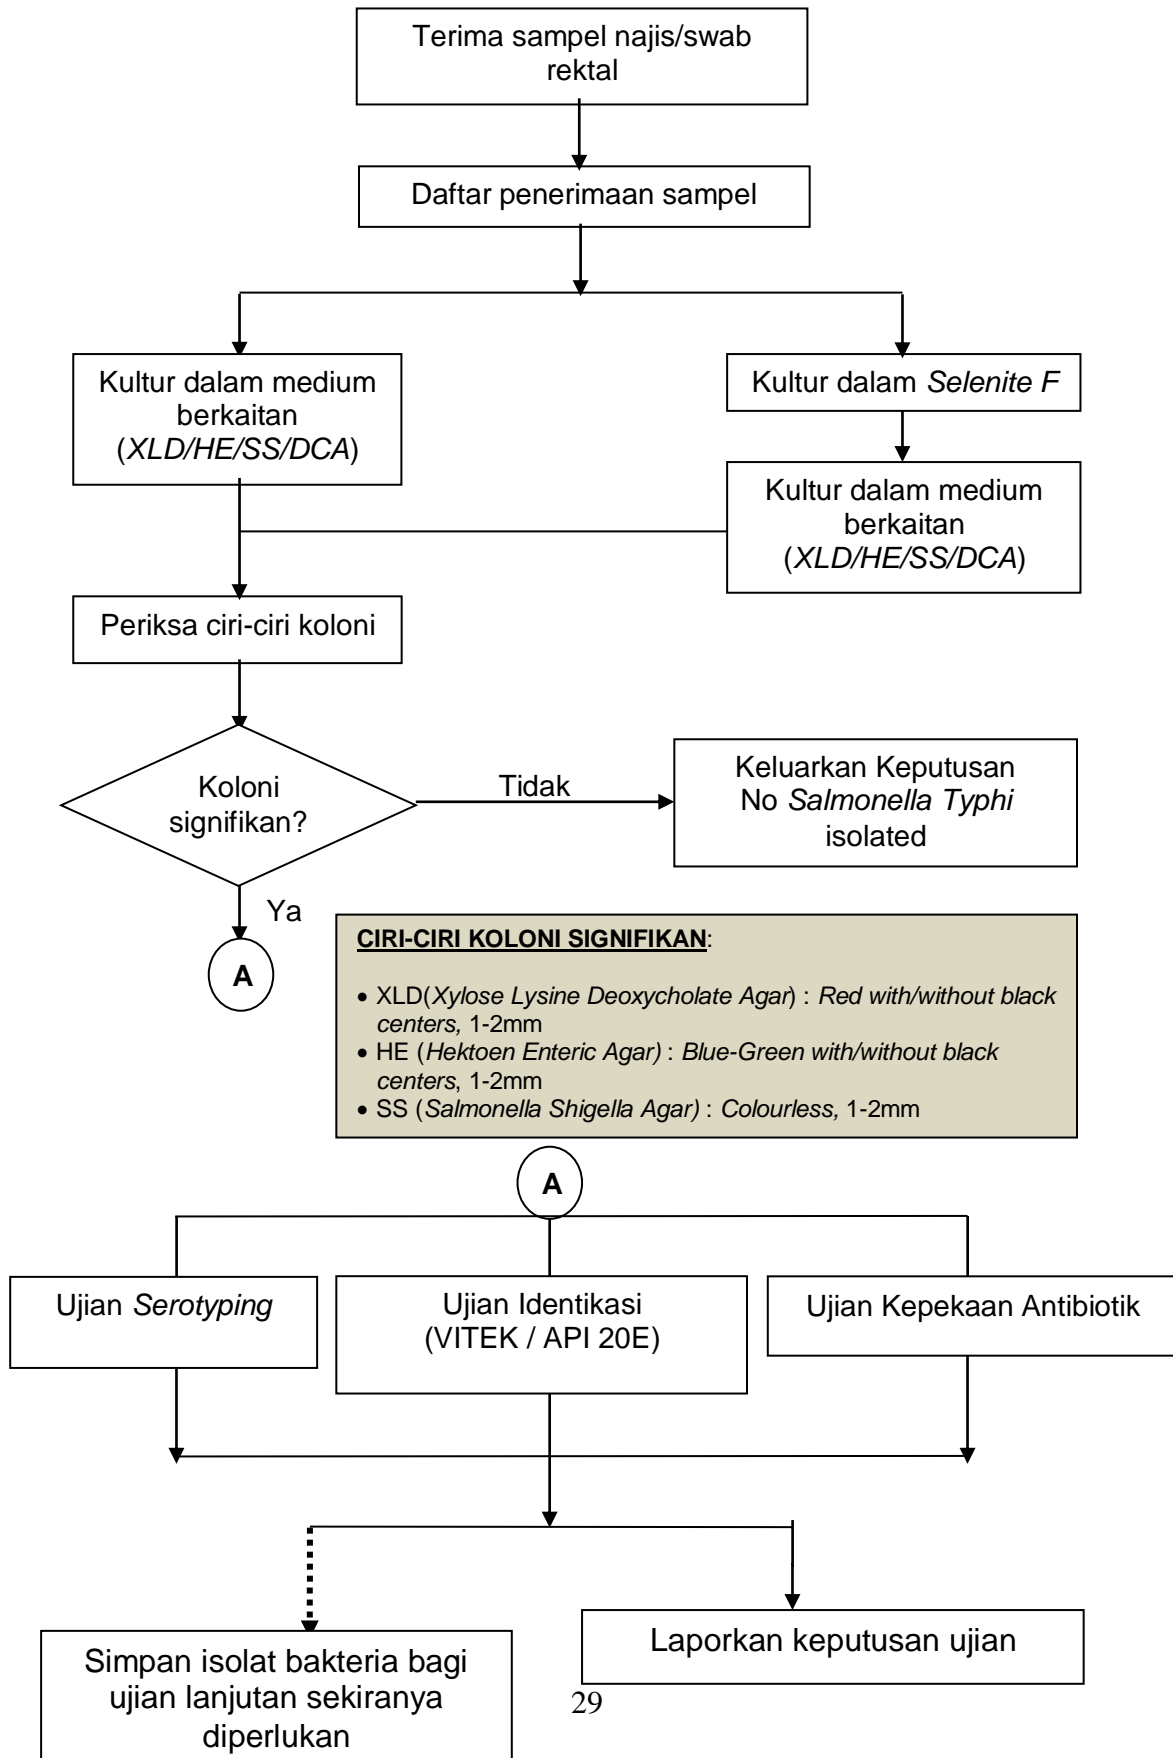 Terima sampel najis/swab
rektal
Daftar penerimaan sampel
Kultur dalam medium
berkaitan
(XLD/HE/SS/DCA)
Kultur dalam Selenite F
Kultur dalam medium
berkaitan
(XLD/HE/SS/DCA)
Periksa ciri-ciri koloni
Koloni
signifikan?
Tidak
Keluarkan Keputusan
No Salmonella Typhi
isolated
Ya
A
CIRI-CIRI KOLONI SIGNIFIKAN:
• XLD(Xylose Lysine Deoxycholate Agar) : Red with/without black
centers, 1-2mm
• HE (Hektoen Enteric Agar) : Blue-Green with/without black
centers, 1-2mm
• SS (Salmonella Shigella Agar) : Colourless, 1-2mm
A
Ujian Serotyping
Ujian Identikasi
(VITEK / API 20E)
Ujian Kepekaan Antibiotik
Simpan isolat bakteria bagi
ujian lanjutan sekiranya
diperlukan
Laporkan keputusan ujian
29